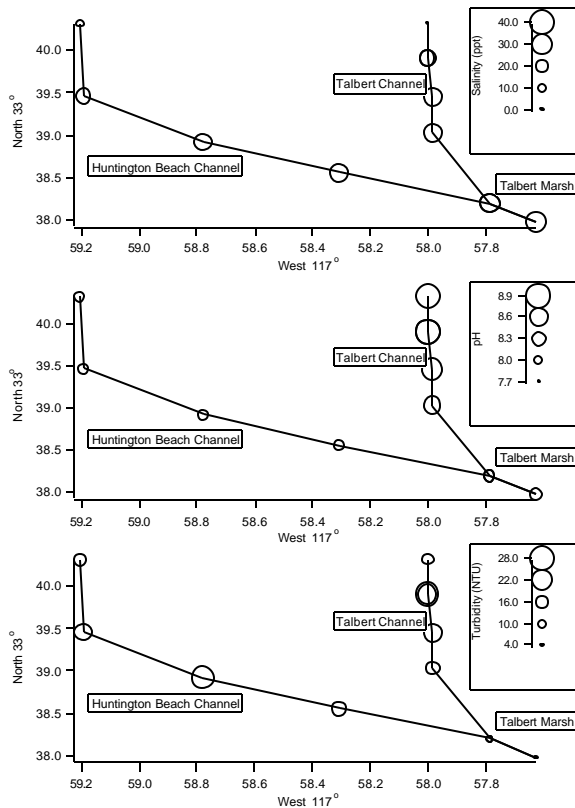 40.0
39.5
39.0
38.5
38.0
North 33°
59.2 59.0 58.8 58.6 58.4 58.2 58.0 57.8
West 117°
Talbert Channel
Huntington Beach Channel
Talbert Marsh
Salinity (ppt)
40.0
30.0
20.0
10.0
0.0
40.0
39.5
39.0
38.5
38.0
North 33°
59.2 59.0 58.8 58.6 58.4 58.2 58.0 57.8
West 117°
Talbert Channel
Huntington Beach Channel
Talbert Marsh
pH
8.9
8.6
8.3
8.0
7.7
40.0
39.5
39.0
38.5
38.0
North 33°
59.2 59.0 58.8 58.6 58.4 58.2 58.0 57.8
West 117°
Talbert Channel
Huntington Beach Channel
Talbert Marsh
Turbidity (NTU)
28.0
22.0
16.0
10.0
4.0